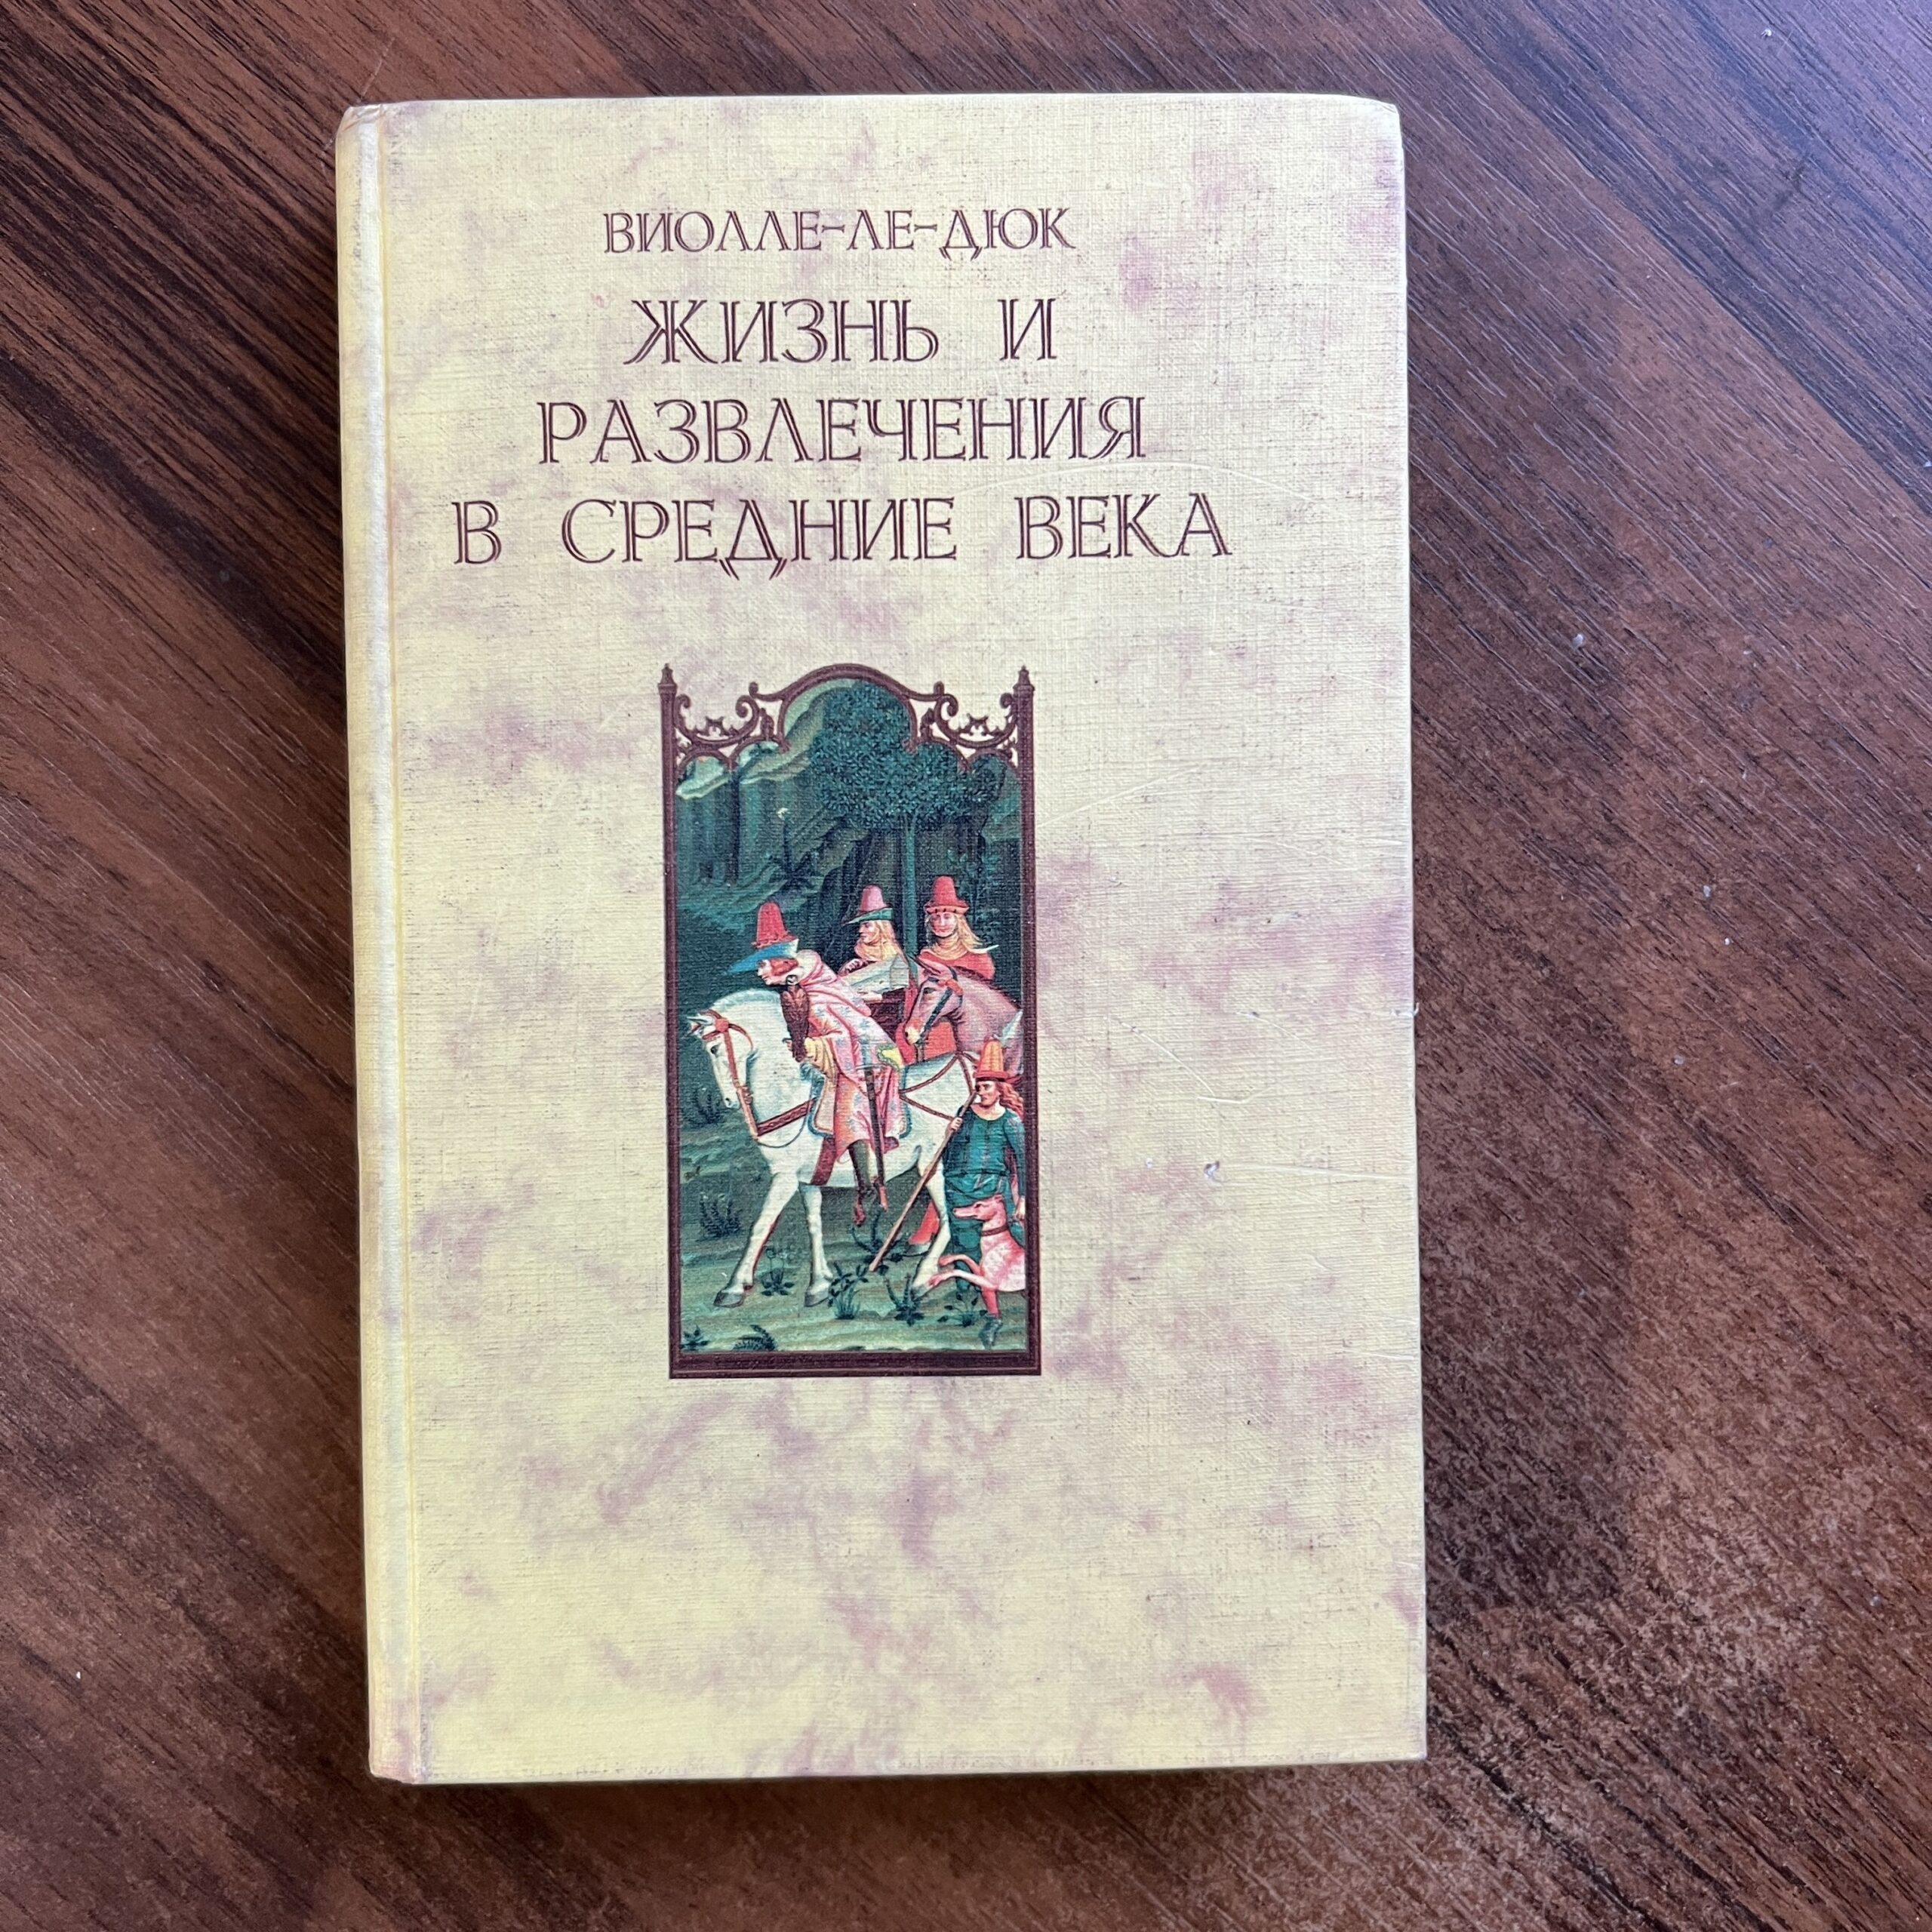 ВИОЛЛЕ-ЛЕ-ДЮК
ЖИЗНЬ И
РАЗВЛЕЧЕНИЯ
В СРЕДНИЕ ВЕКА